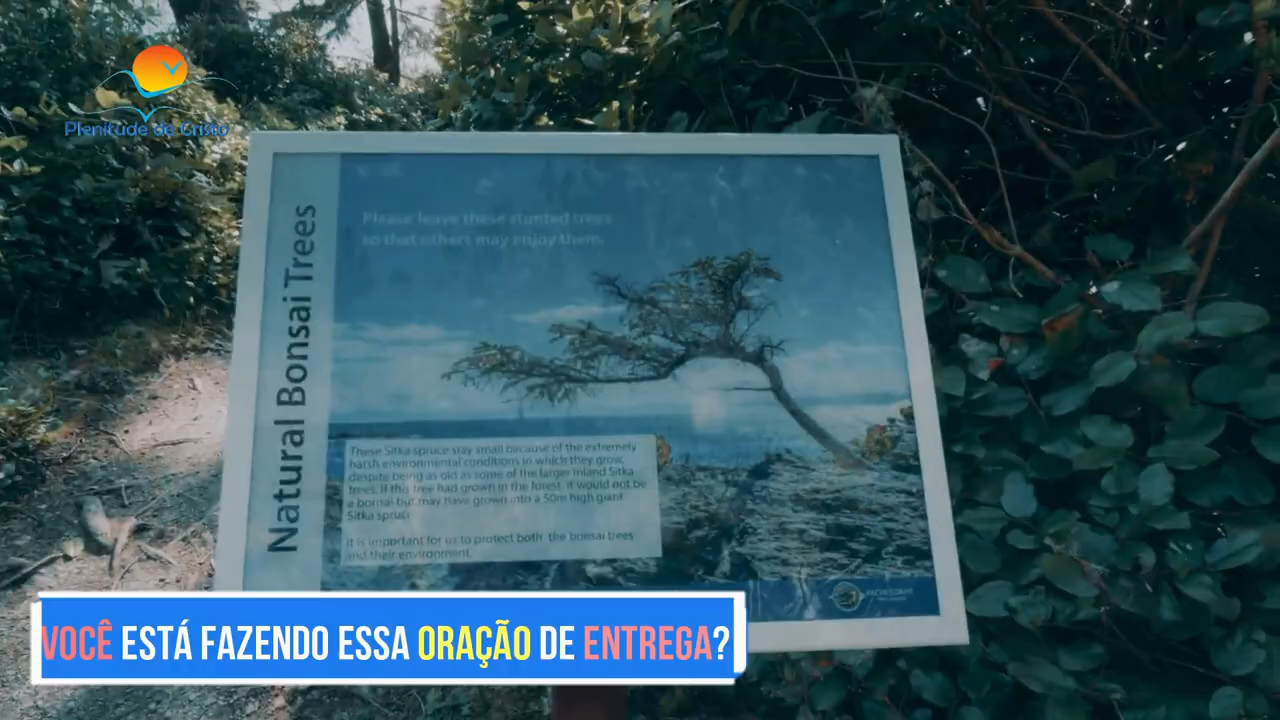 Plenitude de Cristo
Natural Bonsai Trees
Please leave these stunted trees
so that others may enjoy them.
These Sitka spruce stay small because of the extremely
harsh environmental conditions in which they grow,
despite being as old as some of the larger inland Sitka
trees. If this tree had grown in the forest, it would not be
a bonsai but may have grown into a 50m high giant
Sitka Spruce
It is important for us to protect both the bonsai trees
and their environment.
VOCÊ ESTÁ FAZENDO ESSA ORAÇÃO DE ENTREGA?